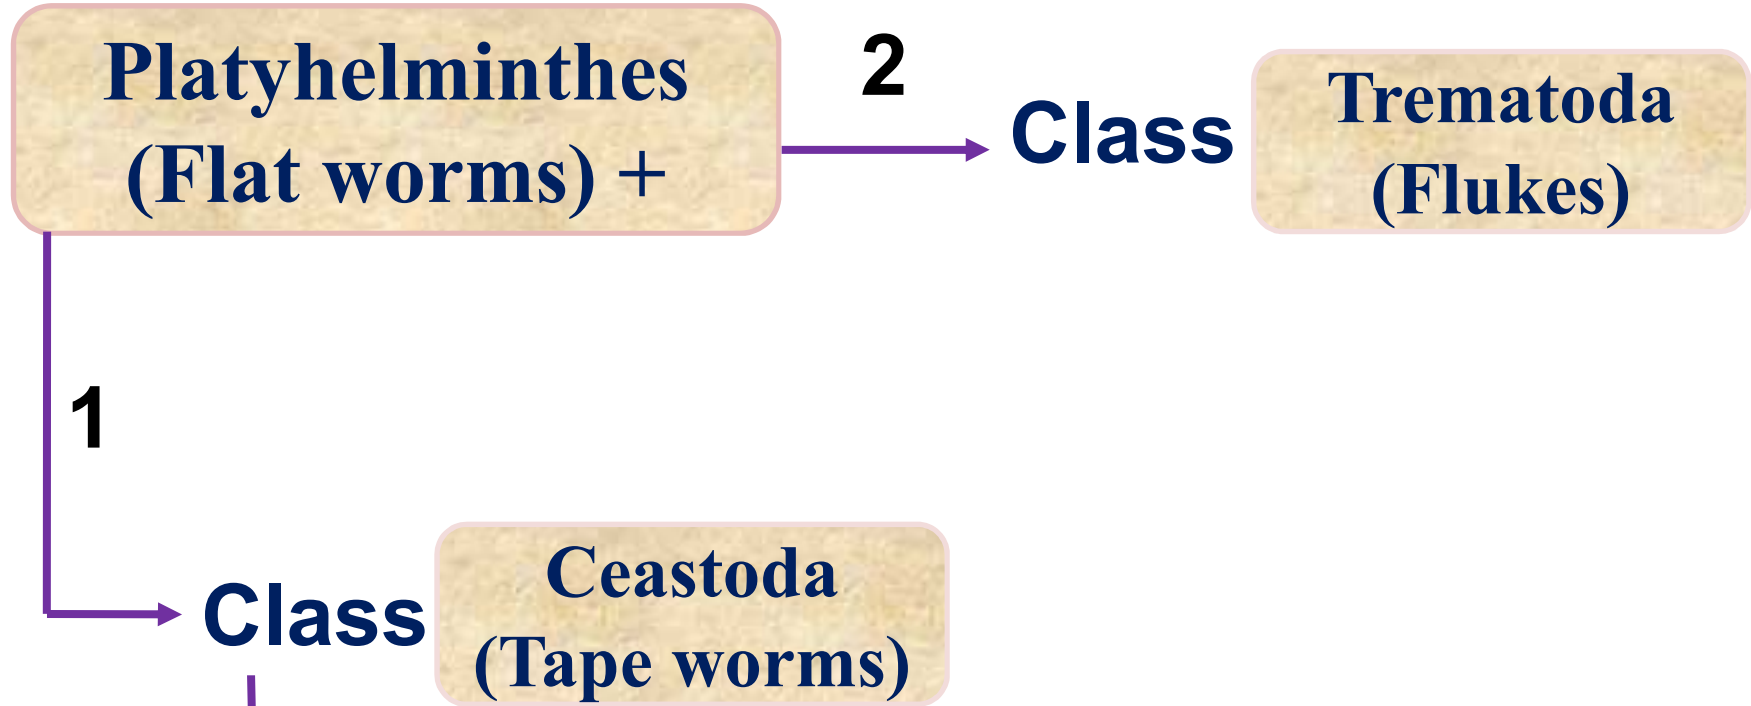 Platyhelminthes
(Flat worms) +
2
Class
Trematoda
(Flukes)
1
Class
Ceastoda
(Tape worms)